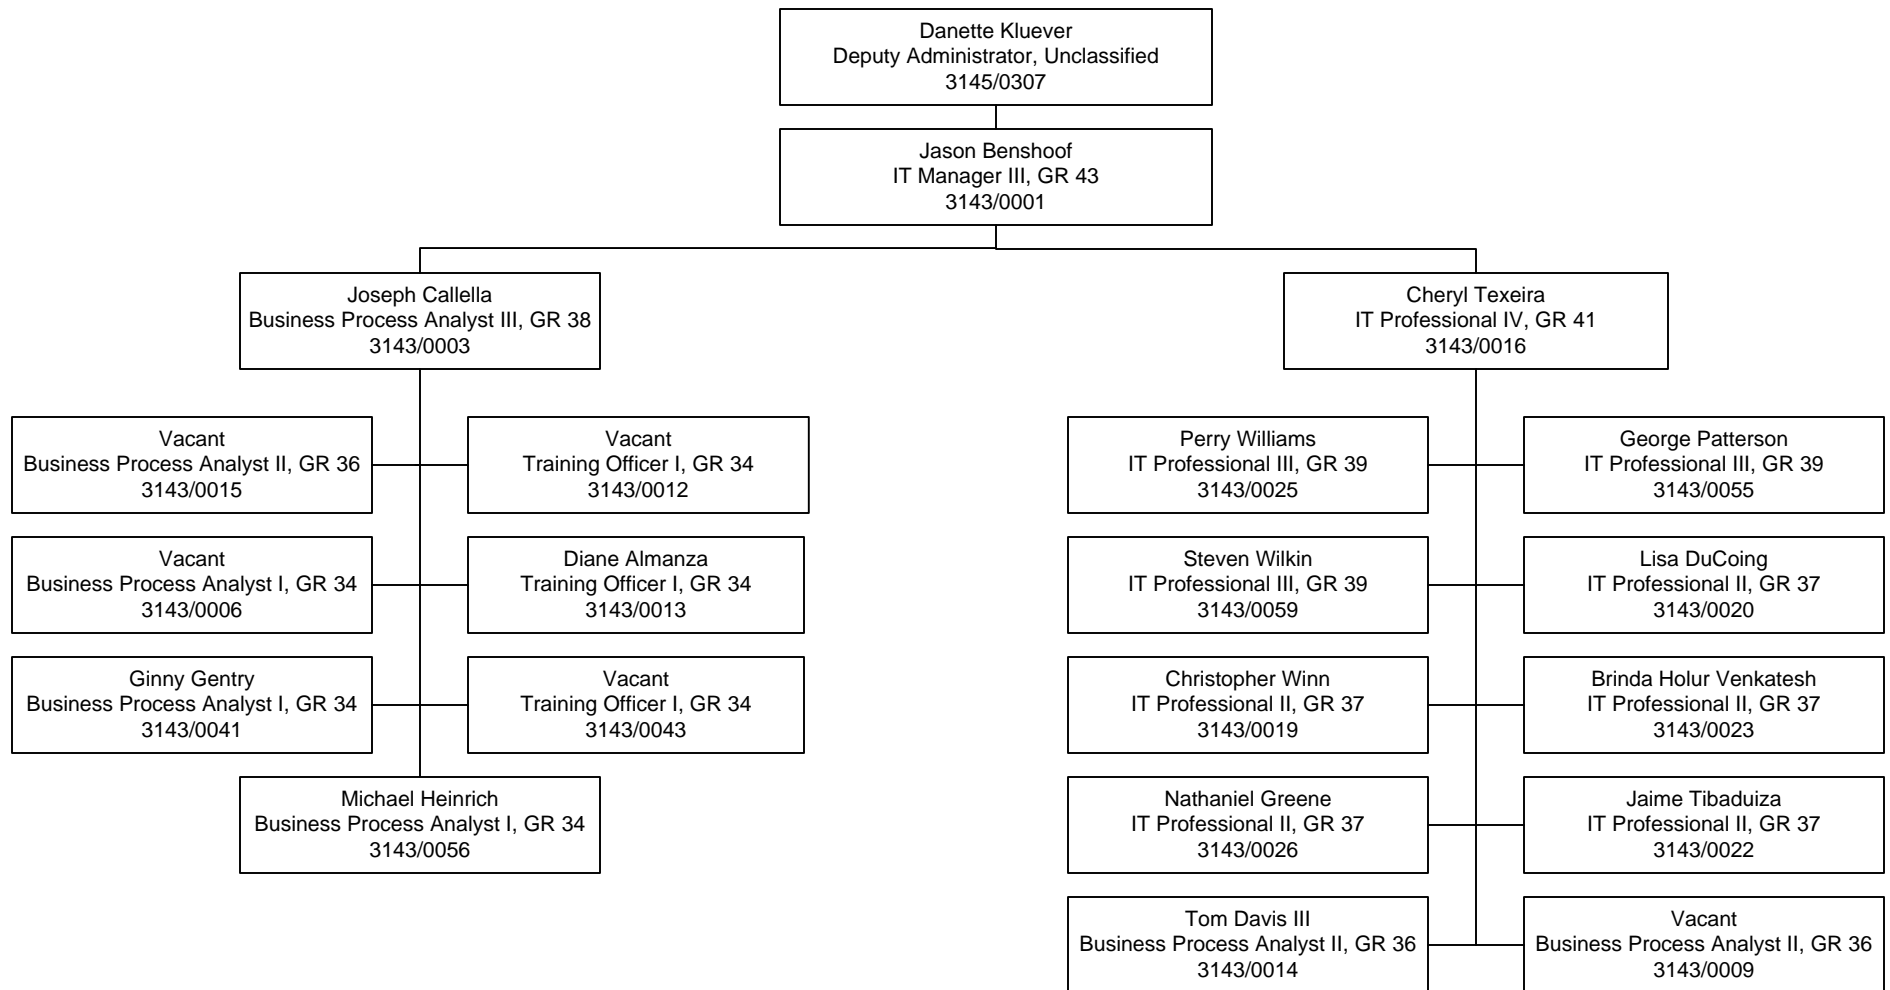 Danette Kluever
Deputy Administrator, Unclassified
3145/0307
Jason Benshoof
IT Manager III, GR 43
3143/0001
Joseph Callella
Business Process Analyst III, GR 38
3143/0003
Cheryl Texeira
IT Professional IV, GR 41
3143/0016
Vacant
Business Process Analyst II, GR 36
3143/0015
Vacant
Training Officer I, GR 34
3143/0012
Perry Williams
IT Professional III, GR 39
3143/0025
George Patterson
IT Professional III, GR 39
3143/0055
Vacant
Business Process Analyst I, GR 34
3143/0006
Diane Almanza
Training Officer I, GR 34
3143/0013
Steven Wilkin
IT Professional III, GR 39
3143/0059
Lisa DuCoing
IT Professional II, GR 37
3143/0020
Ginny Gentry
Business Process Analyst I, GR 34
3143/0041
Vacant
Training Officer I, GR 34
3143/0043
Christopher Winn
IT Professional II, GR 37
3143/0019
Brinda Holur Venkatesh
IT Professional II, GR 37
3143/0023
Michael Heinrich
Business Process Analyst I, GR 34
3143/0056
Nathaniel Greene
IT Professional II, GR 37
3143/0026
Jaime Tibaduiza
IT Professional II, GR 37
3143/0022
Tom Davis III
Business Process Analyst II, GR 36
3143/0014
Vacant
Business Process Analyst II, GR 36
3143/0009